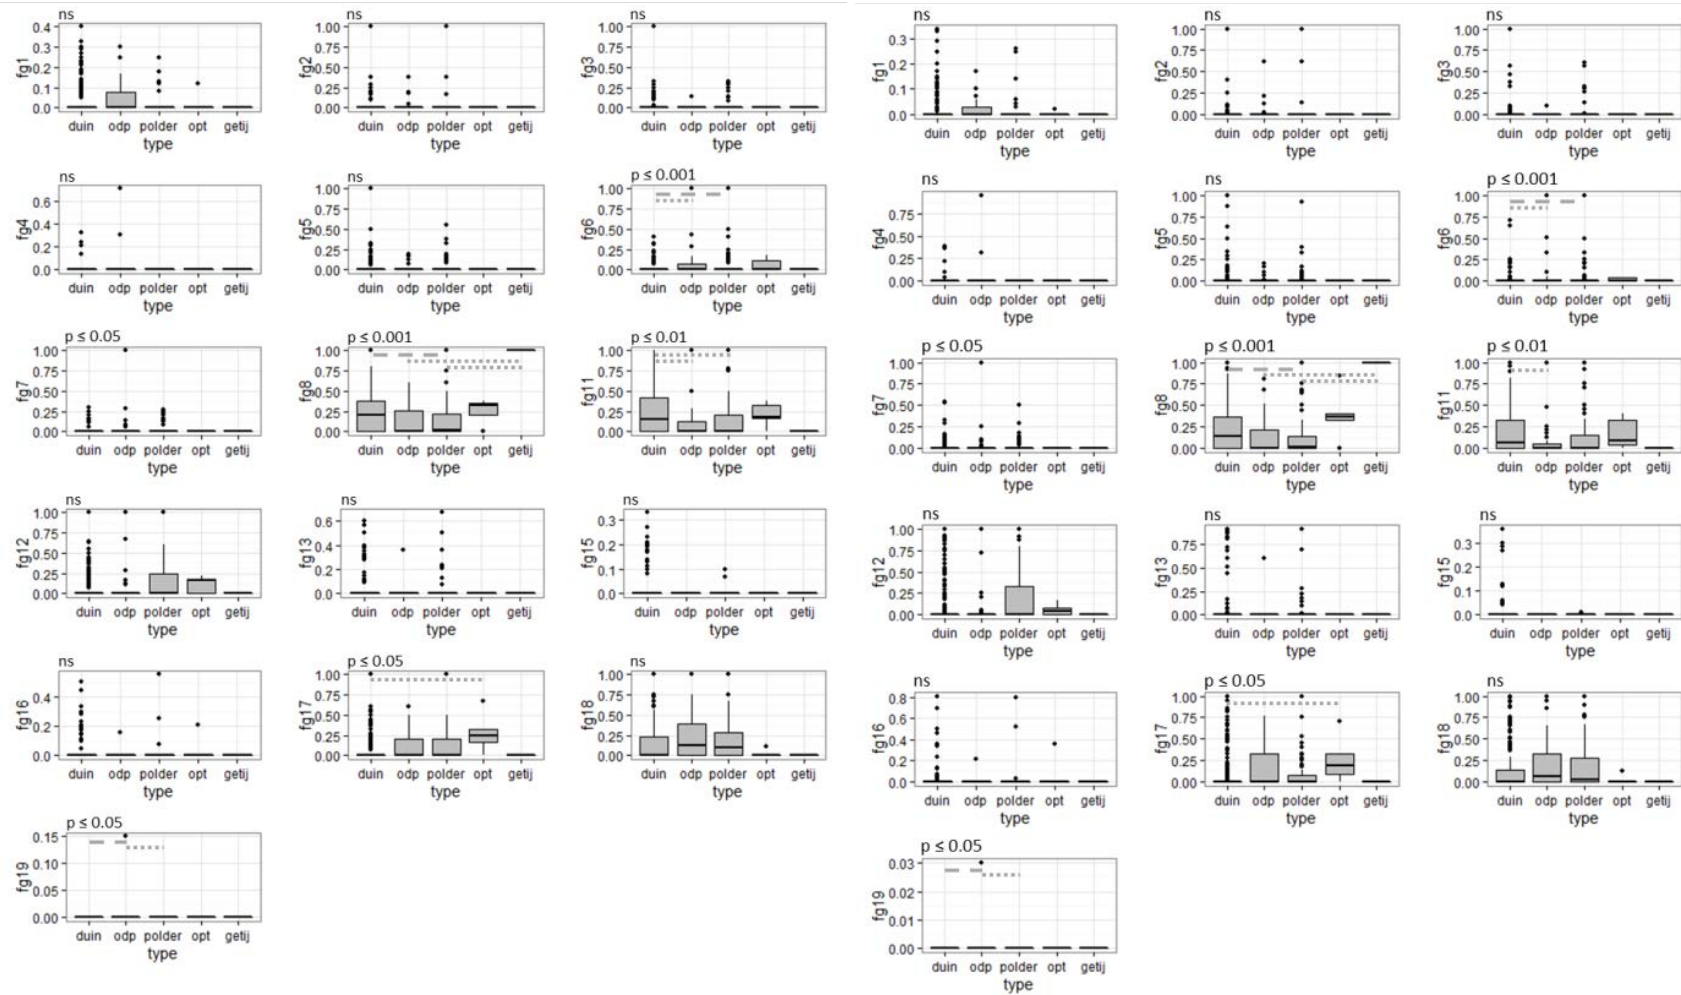 ns
fg1
0.4
0.3
0.2
0.1
0.0
duin odp polder opt getij
type
ns
fg2
1.00
0.75
0.50
0.25
0.00
duin odp polder opt getij
type
ns
fg3
1.00
0.75
0.50
0.25
0.00
duin odp polder opt getij
type
ns
fg4
0.6
0.4
0.2
0.0
duin odp polder opt getij
type
ns
fg5
1.00
0.75
0.50
0.25
0.00
duin odp polder opt getij
type
p ≤ 0.001
fg6
1.00
0.75
0.50
0.25
0.00
duin odp polder opt getij
type
p ≤ 0.05
fg7
1.00
0.75
0.50
0.25
0.00
duin odp polder opt getij
type
p ≤ 0.001
fg8
1.00
0.75
0.50
0.25
0.00
duin odp polder opt getij
type
p ≤ 0.01
fg11
1.00
0.75
0.50
0.25
0.00
duin odp polder opt getij
type
ns
fg12
1.00
0.75
0.50
0.25
0.00
duin odp polder opt getij
type
ns
fg13
0.6
0.4
0.2
0.0
duin odp polder opt getij
type
ns
fg15
0.3
0.2
0.1
0.0
duin odp polder opt getij
type
ns
fg16
0.4
0.2
0.0
duin odp polder opt getij
type
p ≤ 0.05
fg17
1.00
0.75
0.50
0.25
0.00
duin odp polder opt getij
type
ns
fg18
1.00
0.75
0.50
0.25
0.00
duin odp polder opt getij
type
p ≤ 0.05
fg19
0.15
0.10
0.05
0.00
duin odp polder opt getij
type
ns
fg1
0.3
0.2
0.1
0.0
duin odp polder opt getij
type
ns
fg2
1.00
0.75
0.50
0.25
0.00
duin odp polder opt getij
type
ns
fg3
1.00
0.75
0.50
0.25
0.00
duin odp polder opt getij
type
ns
fg4
0.75
0.50
0.25
0.00
duin odp polder opt getij
type
ns
fg5
1.00
0.75
0.50
0.25
0.00
duin odp polder opt getij
type
p ≤ 0.001
fg6
1.00
0.75
0.50
0.25
0.00
duin odp polder opt getij
type
p ≤ 0.05
fg7
1.00
0.75
0.50
0.25
0.00
duin odp polder opt getij
type
p ≤ 0.001
fg8
1.00
0.75
0.50
0.25
0.00
duin odp polder opt getij
type
p ≤ 0.01
fg11
1.00
0.75
0.50
0.25
0.00
duin odp polder opt getij
type
ns
fg12
1.00
0.75
0.50
0.25
0.00
duin odp polder opt getij
type
ns
fg13
0.75
0.50
0.25
0.00
duin odp polder opt getij
type
ns
fg15
0.3
0.2
0.1
0.0
duin odp polder opt getij
type
ns
fg16
0.8
0.6
0.4
0.2
0.0
duin odp polder opt getij
type
p ≤ 0.05
fg17
1.00
0.75
0.50
0.25
0.00
duin odp polder opt getij
type
ns
fg18
1.00
0.75
0.50
0.25
0.00
duin odp polder opt getij
type
p ≤ 0.05
fg19
0.03
0.02
0.01
0.00
duin odp polder opt getij
type